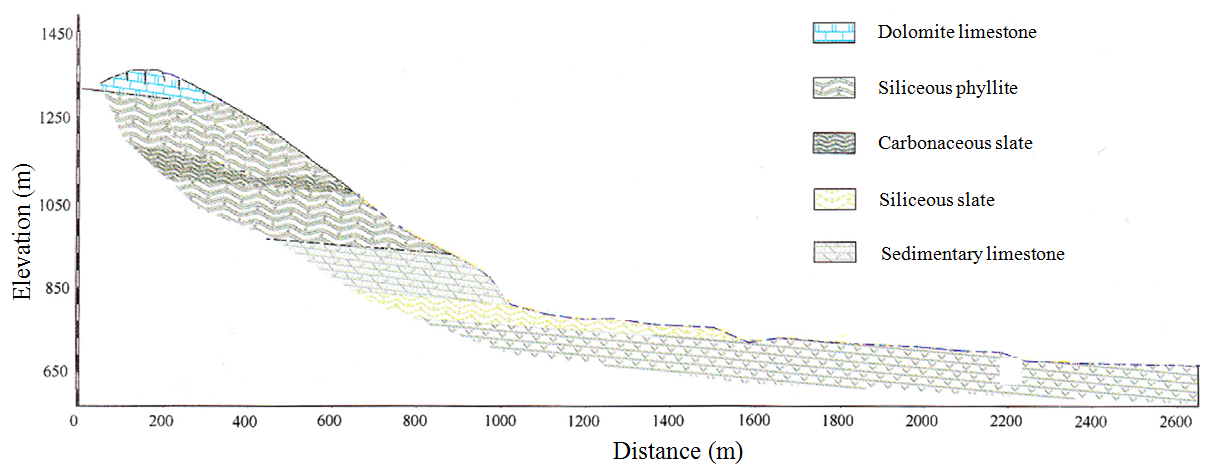 1450
1250
1050
850
650
Elevation (m)
0 200 400 600 800 1000 1200 1400 1600 1800 2000 2200 2400 2600
Distance (m)
Dolomite limestone
Siliceous phyllite
Carbonaceous slate
Siliceous slate
Sedimentary limestone